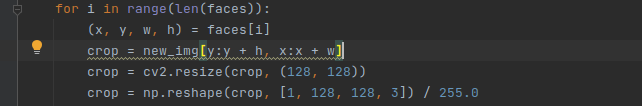 for i in range(len(faces)):
(x, y, w, h) = faces[i]
crop = new_img[y:y + h, x:x + w]
crop = cv2.resize(crop, (128, 128))
crop = np.reshape(crop, [1, 128, 128, 3]) / 255.0